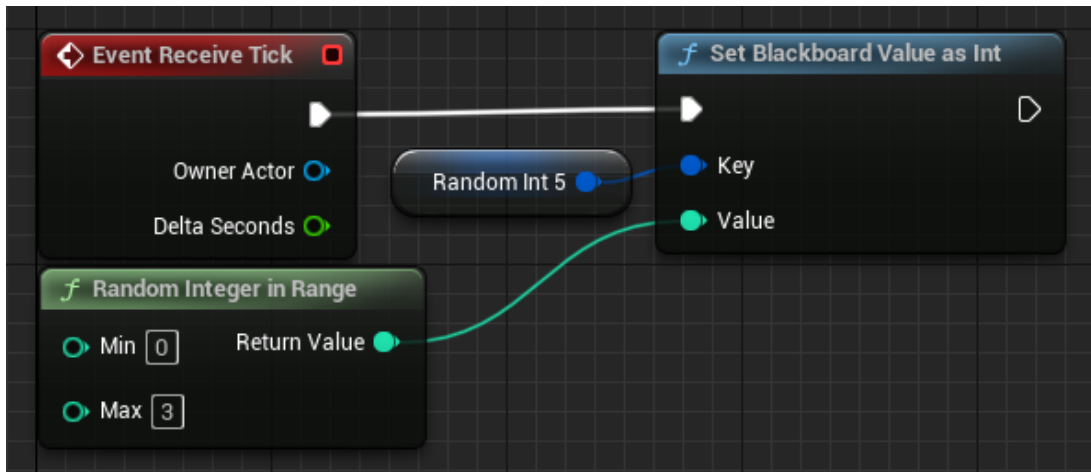 Event Receive Tick
Owner Actor
Delta Seconds
Random Int 5
f Set Blackboard Value as Int
Key
Value
f Random Integer in Range
Min 0
Return Value
Max 3